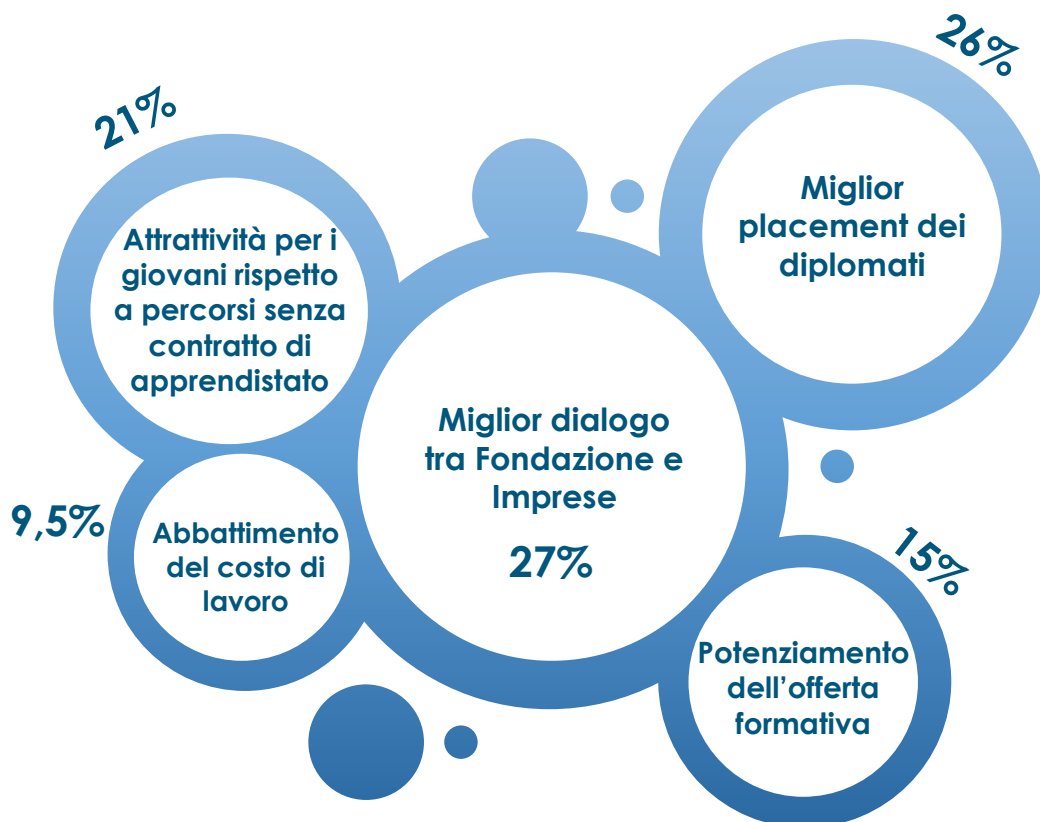 21%
Attrattività per i
giovani rispetto
a percorsi senza
contratto di
apprendistato
26%
Miglior
placement dei
diplomati
Miglior dialogo
tra Fondazione e
Imprese
27%
9,5%
Abbattimento
del costo di
lavoro
15%
Potenziamento
dell’offerta
formativa